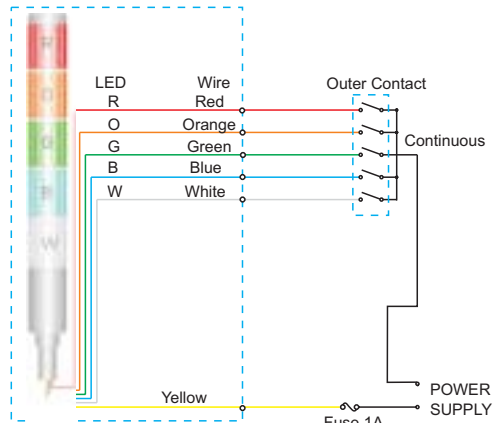 LED Wire Outer Contact
R Red
O Orange
G Green Continuous
B Blue
W White
R
O
G
B
W
Yellow
POWER
SUPPLY
Fuse 1A